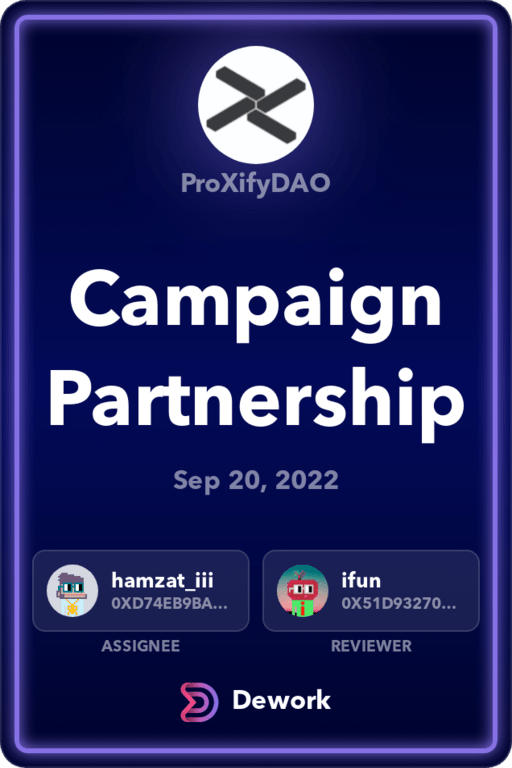 ProXifyDAO
Campaign
Partnership
Sep 20, 2022
hamzat_iii
0XD74EB9BA...
ASSIGNEE
ifun
0X51D93270...
REVIEWER
Dework